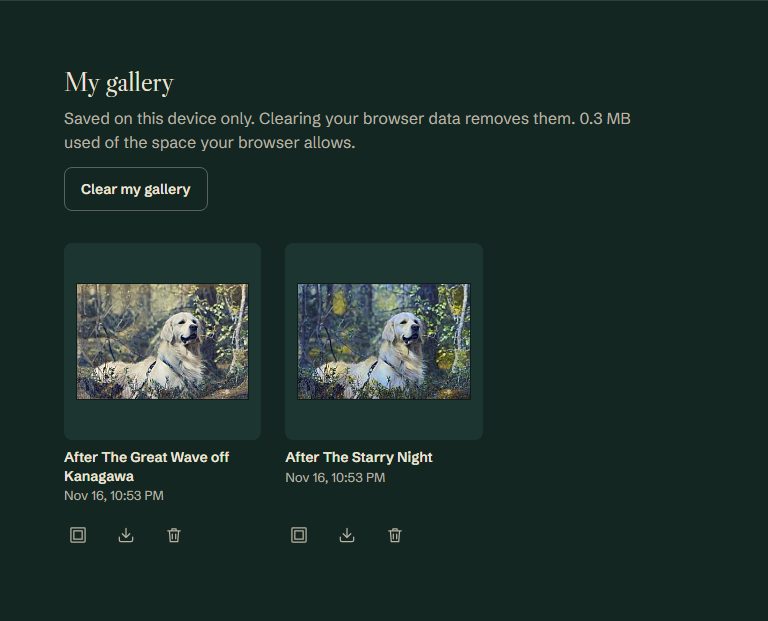 My gallery
Saved on this device only. Clearing your browser data removes them. 0.3 MB
used of the space your browser allows.
Clear my gallery
After The Great Wave off
Kanagawa
Nov 16, 10:53 PM
After The Starry Night
Nov 16, 10:53 PM